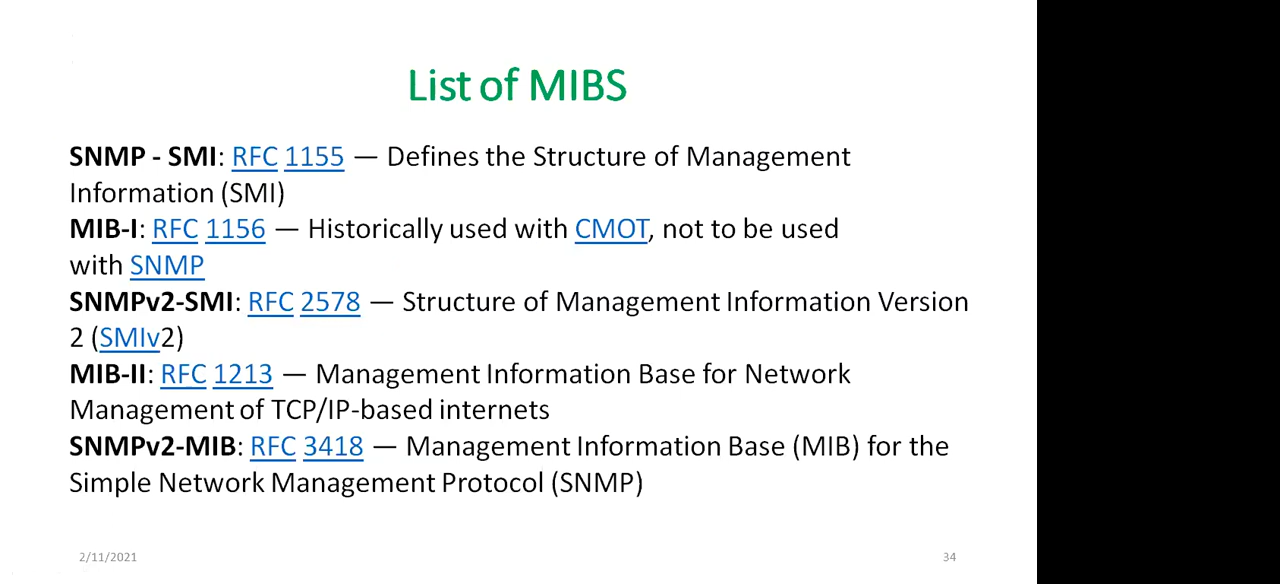 List of MIBS
SNMP - SMI: RFC 1155 — Defines the Structure of Management
Information (SMI)
MIB-I: RFC 1156 — Historically used with CMOT, not to be used
with SNMP
SNMPv2-SMI: RFC 2578 — Structure of Management Information Version
2 (SMIv2)
MIB-II: RFC 1213 — Management Information Base for Network
Management of TCP/IP-based internets
SNMPv2-MIB: RFC 3418 — Management Information Base (MIB) for the
Simple Network Management Protocol (SNMP)
2/11/2021
34